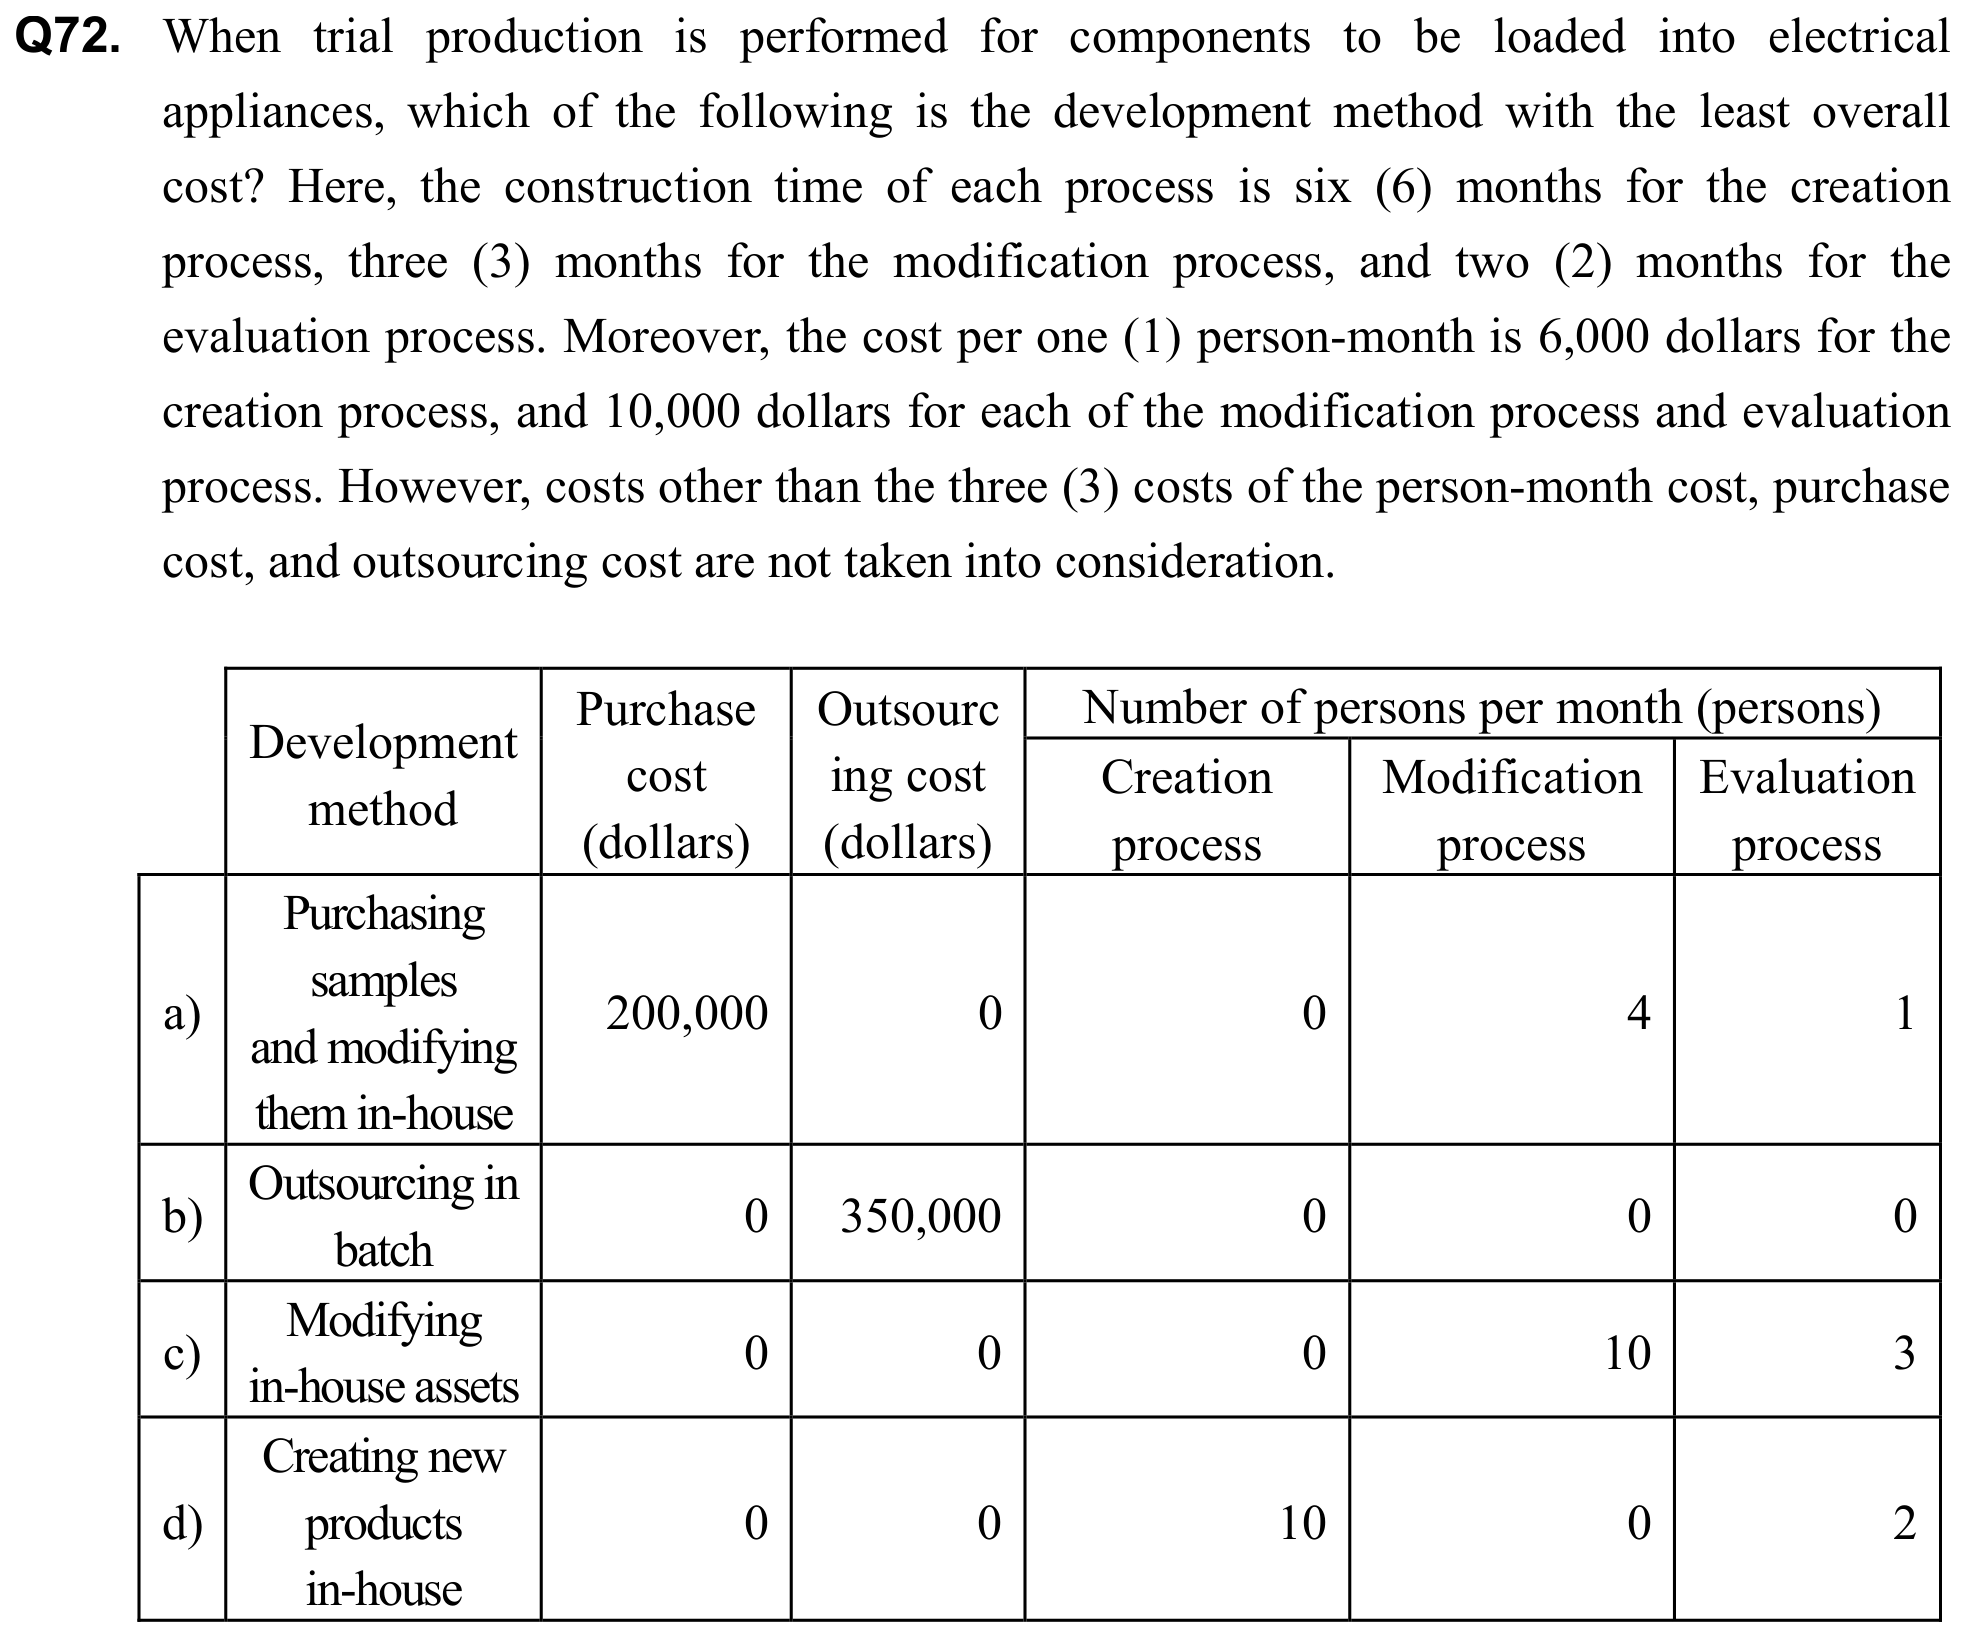 Q72. When trial production is performed for components to be loaded into electrical
appliances, which of the following is the development method with the least overall
cost? Here, the construction time of each process is six (6) months for the creation
process, three (3) months for the modification process, and two (2) months for the
evaluation process. Moreover, the cost per one (1) person-month is 6,000 dollars for the
creation process, and 10,000 dollars for each of the modification process and evaluation
process. However, costs other than the three (3) costs of the person-month cost, purchase
cost, and outsourcing cost are not taken into consideration.
Development
method
Purchase
cost
(dollars)
Outsourc
ing cost
(dollars)
Number of persons per month (persons)
Creation
process
Modification
process
Evaluation
process
a)
Purchasing
samples
and modifying
them in-house
200,000
0
0
4
1
b)
Outsourcing in
batch
0
350,000
0
0
0
c)
Modifying
in-house assets
0
0
0
10
3
d)
Creating new
products
in-house
0
0
10
0
2